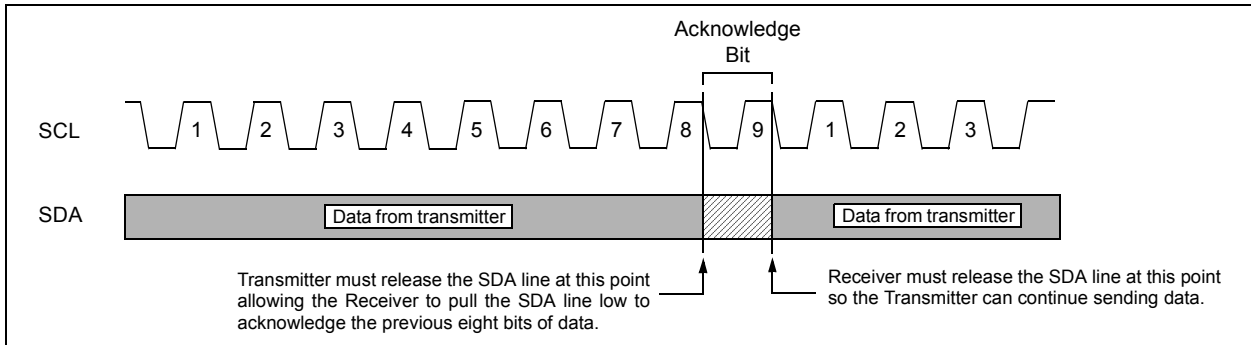 Acknowledge
Bit
SCL
1 2 3 4 5 6 7 8 9 1 2 3
SDA
Data from transmitter
Data from transmitter
Transmitter must release the SDA line at this point
allowing the Receiver to pull the SDA line low to
acknowledge the previous eight bits of data.
Receiver must release the SDA line at this point
so the Transmitter can continue sending data.